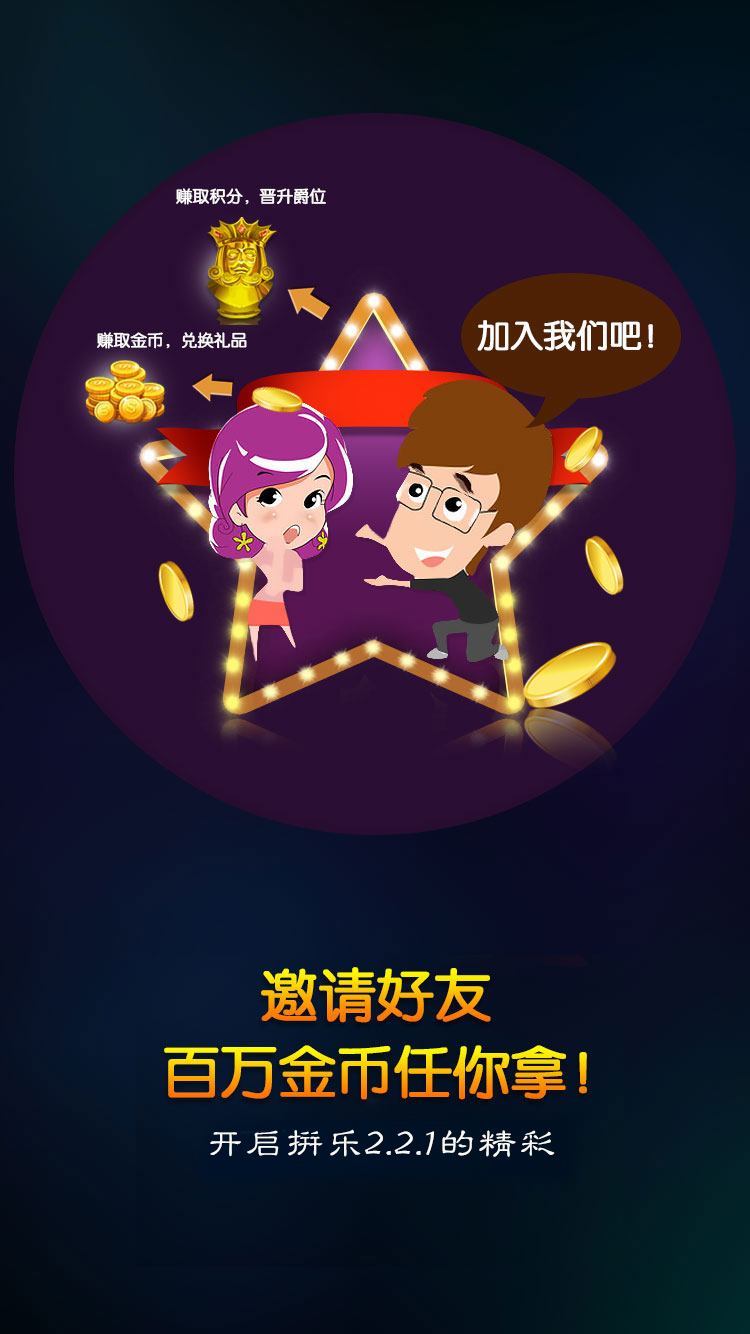 赚取积分，晋升爵位
赚取金币，兑换礼品
加入我们吧！
邀请好友
百万金币任你拿！
开启拼乐2.2.1的精彩